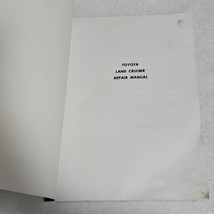 TOYOTA
LAND CRUISER
REPAIR MANUAL